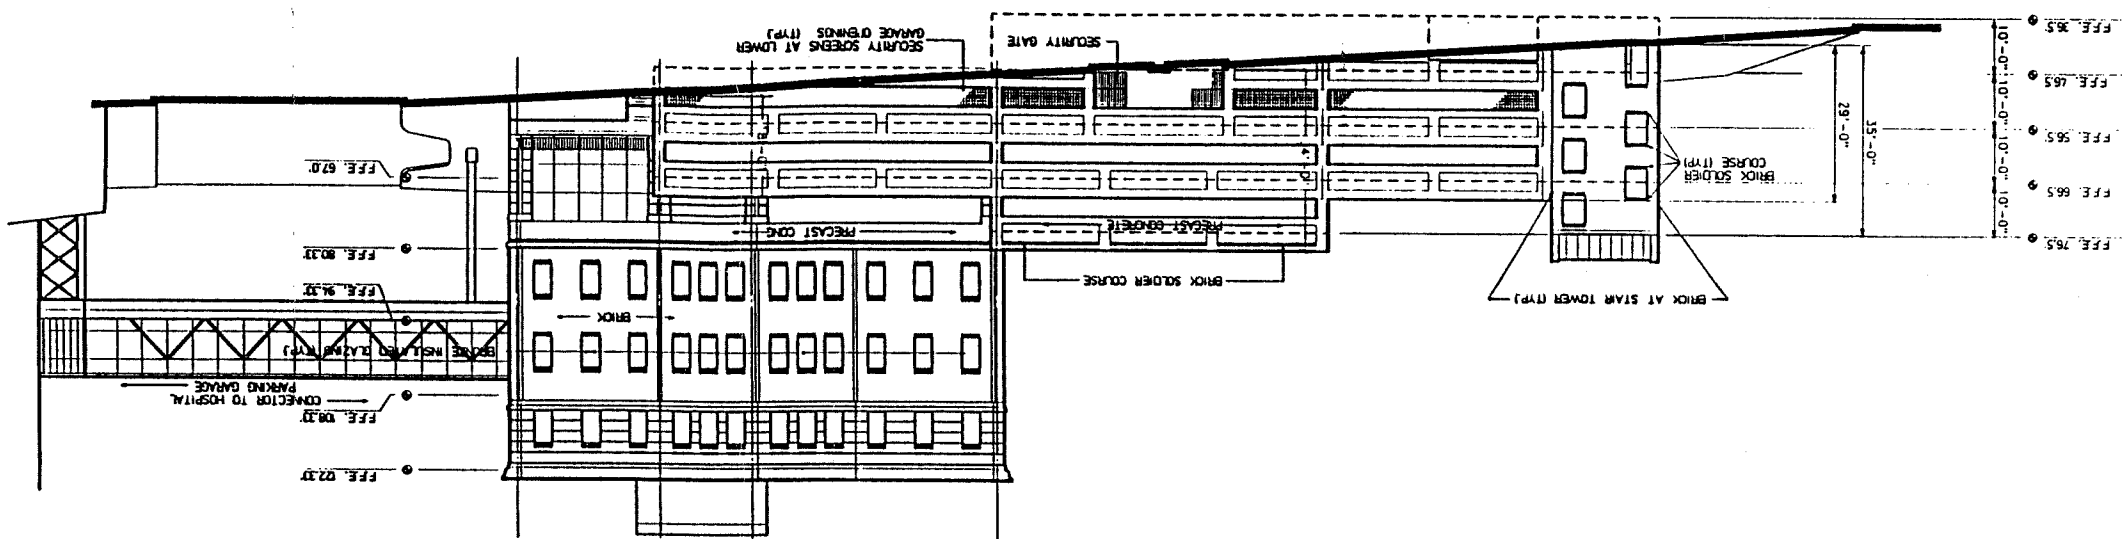 F.F.E. 122.33'
F.F.E. 108.33'
CONNECTOR TO HOSPITAL
PARKING GARAGE
BRONZE INSULATED GLAZING (TYP.)
BRICK
F.F.E. 94.33'
BRICK AT STAIR TOWER (TYP.)
BRICK SOLDIER COURSE
F.F.E. 80.33'
F.F.E. 76.5
PRECAST CONCRETE
PRECAST CONC
10'-0"
F.F.E. 66.5
BRICK SOLDIER
COURSE (TYP.)
F.F.E. 67.0'
10'-0"
F.F.E. 56.5
35'-0"
29'-0"
10'-0"
F.F.E. 46.5
10'-0"
F.F.E. 36.5
SECURITY GATE
SECURITY SCREENS AT LOWER
GARAGE OPENINGS (TYP.)